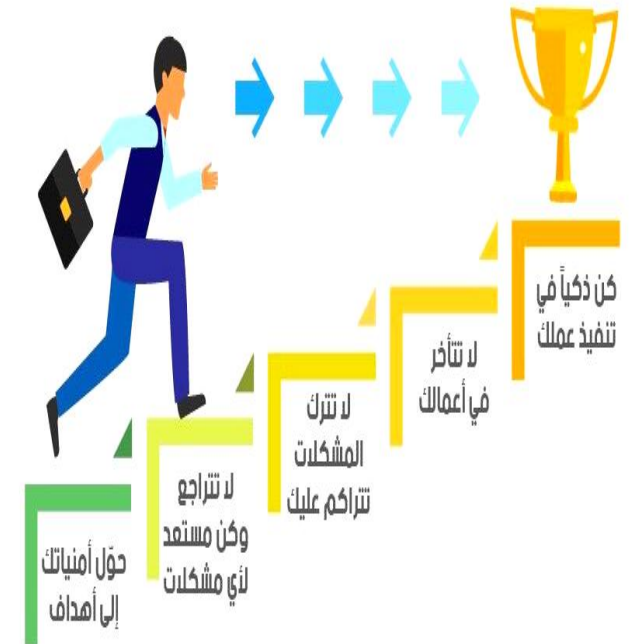 حوّل أمنياتك
إلى أهداف
لا تتراجع
وكن مستعد
لأي مشكلات
لا تترك
المشكلات
تتراكم عليك
لا تتأخر
في أعمالك
كن ذكياً في
تنفيذ عملك